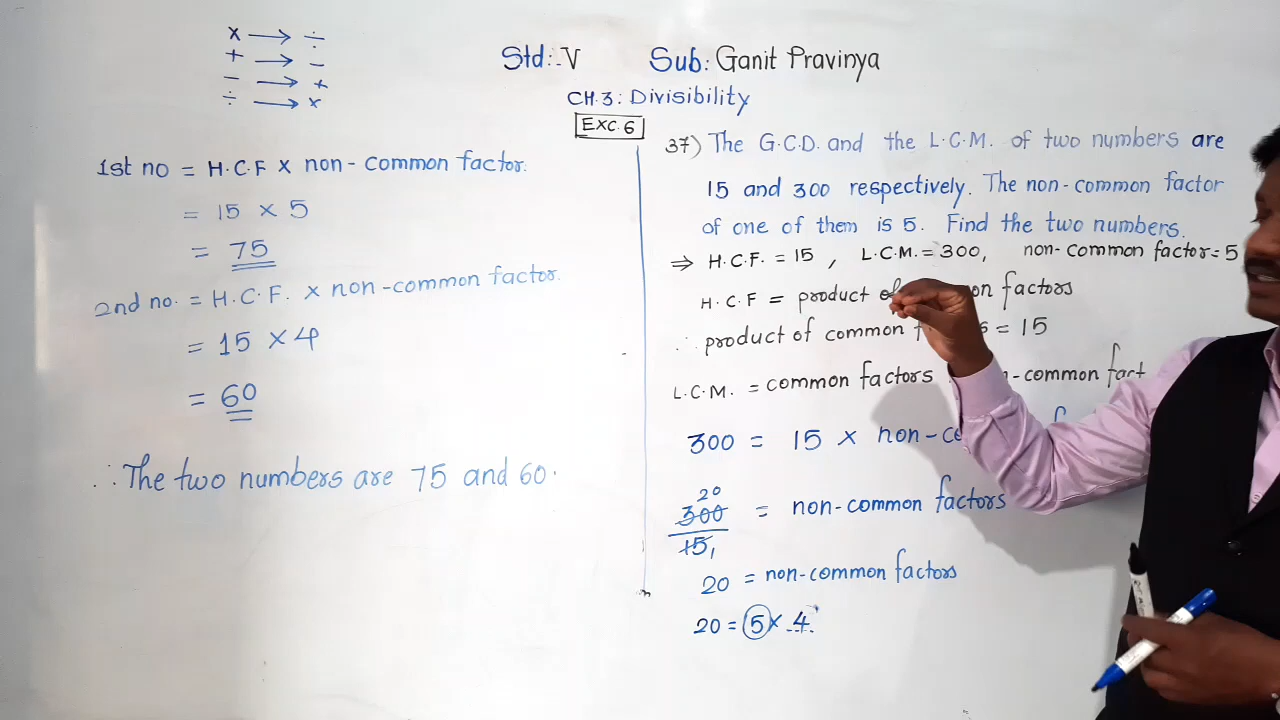 × → ÷
+ → −
− → +
÷ → ×
Std: V Sub: Ganit Pravinya
CH.3: Divisibility
EXC.6
1st no = H.C.F × non-common factor.
= 15 × 5
= 75
2nd no. = H.C.F. × non-common factor.
= 15 × 4
= 60
∴ The two numbers are 75 and 60.
37) The G.C.D. and the L.C.M. of two numbers are
15 and 300 respectively. The non-common factor
of one of them is 5. Find the two numbers.
⇒ H.C.F. = 15, L.C.M. = 300, non-common factor = 5
H.C.F = product factors
∴ product of common = 15
L.C.M. = common factors
300 = 15 ×
20
300 = non-common factors
15 1
20 = non-common factors
20 = 5 × 4